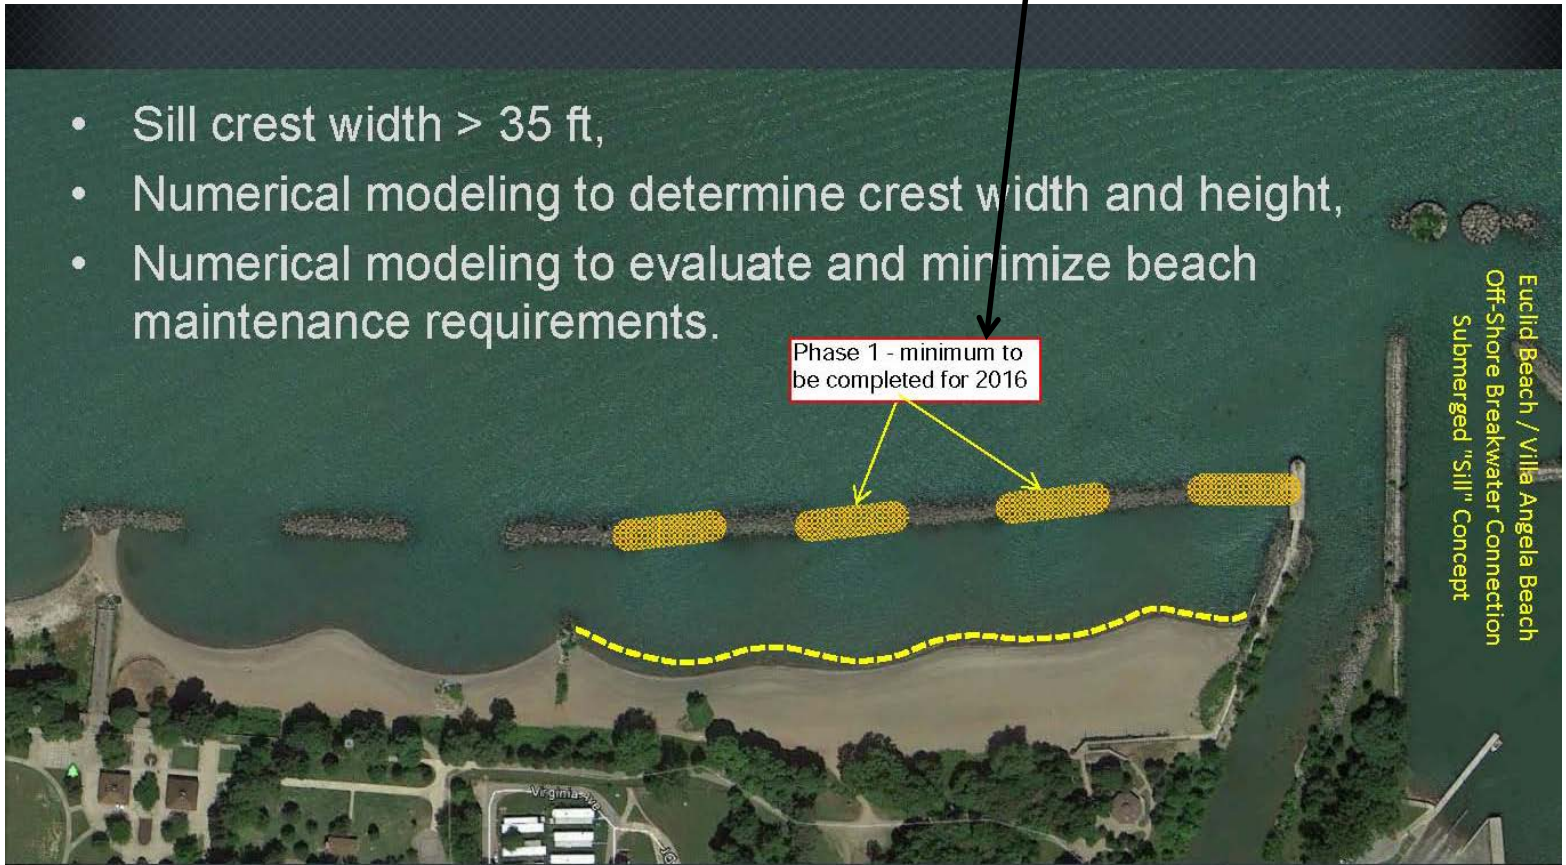 • Sill crest width > 35 ft,
• Numerical modeling to determine crest width and height,
• Numerical modeling to evaluate and minimize beach
maintenance requirements.
Phase 1 - minimum to
be completed for 2016
Euclid Beach / Villa Angela Beach
Off-Shore Breakwater Connection
Submerged "Sill" Concept
Virginia Ave